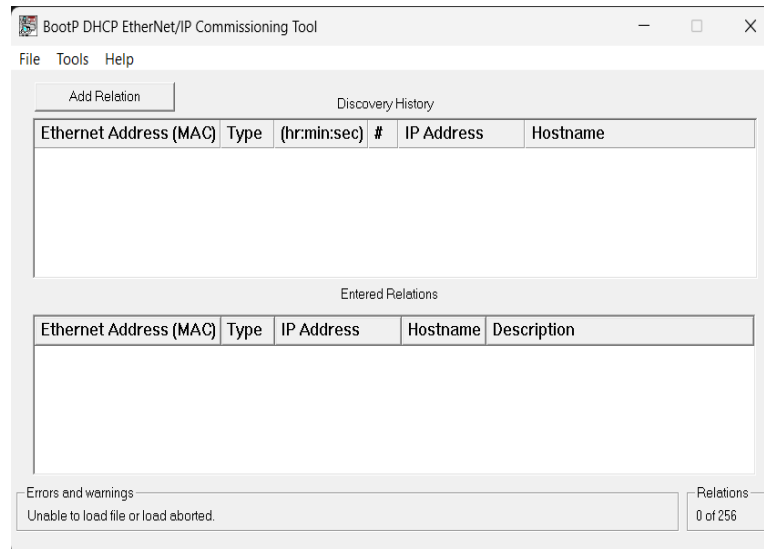 BootP DHCP EtherNet/IP Commissioning Tool
File Tools Help
Add Relation
Discovery History
Ethernet Address (MAC) Type (hr:min:sec) # IP Address Hostname
Entered Relations
Ethernet Address (MAC) Type IP Address Hostname Description
Errors and warnings
Unable to load file or load aborted.
Relations
0 of 256